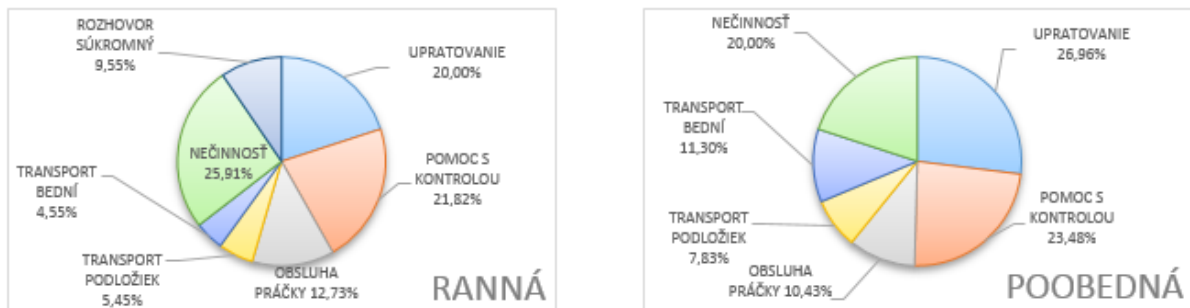 ROZHOVOR
SÚKROMNÝ
9,55%
UPRATOVANIE
20,00%
NEČINNOSŤ
25,91%
POMOC S
KONTROLOU
21,82%
TRANSPORT
BEDNÍ
4,55%
TRANSPORT
PODLOŽIEK
5,45%
OBSLUHA
PRÁČKY 12,73%
RANNÁ
NEČINNOSŤ
20,00%
UPRATOVANIE
26,96%
TRANSPORT
BEDNÍ
11,30%
POMOC S
KONTROLOU
23,48%
TRANSPORT
PODLOŽIEK
7,83%
OBSLUHA
PRÁČKY 10,43%
POOBEDNÁ